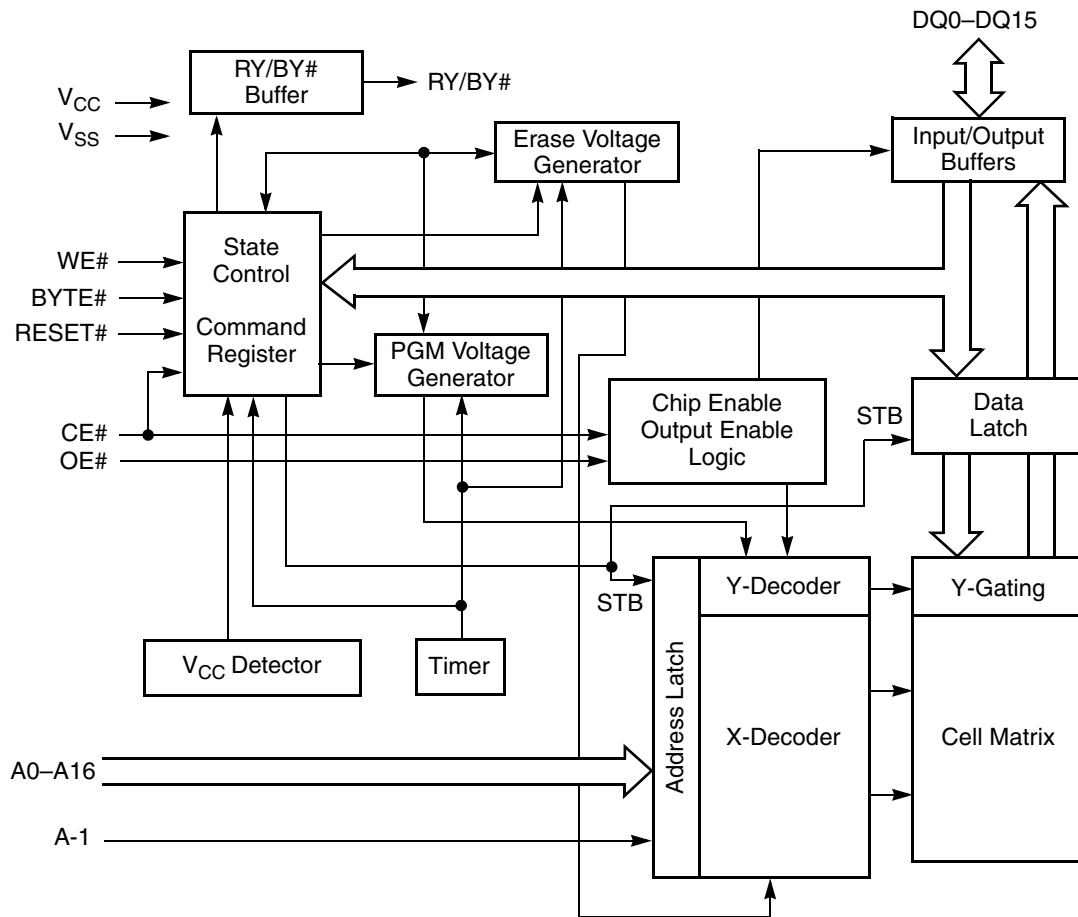 DQ0–DQ15
RY/BY#
Buffer
RY/BY#
VCC
VSS
Erase Voltage
Generator
Input/Output
Buffers
State
Control
Command
Register
WE#
BYTE#
RESET#
PGM Voltage
Generator
CE#
OE#
Chip Enable
Output Enable
Logic
STB
Data
Latch
STB
Y-Decoder
Y-Gating
VCC Detector
Timer
Address Latch
X-Decoder
Cell Matrix
A0–A16
A-1